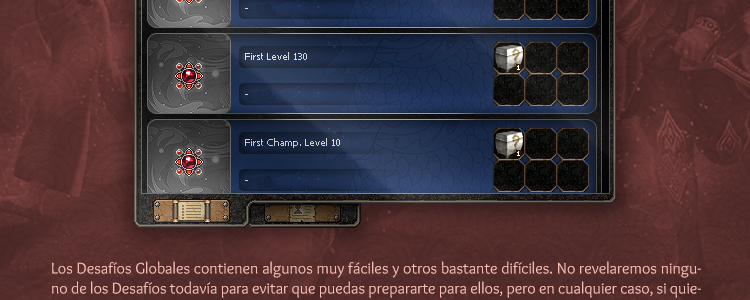 -
First Level 130
1
-
First Champ. Level 10
1
-
Los Desafíos Globales contienen algunos muy fáciles y otros bastante difíciles. No revelaremos ningu-
no de los Desafíos todavía para evitar que puedas prepararte para ellos, pero en cualquier caso, si quie-